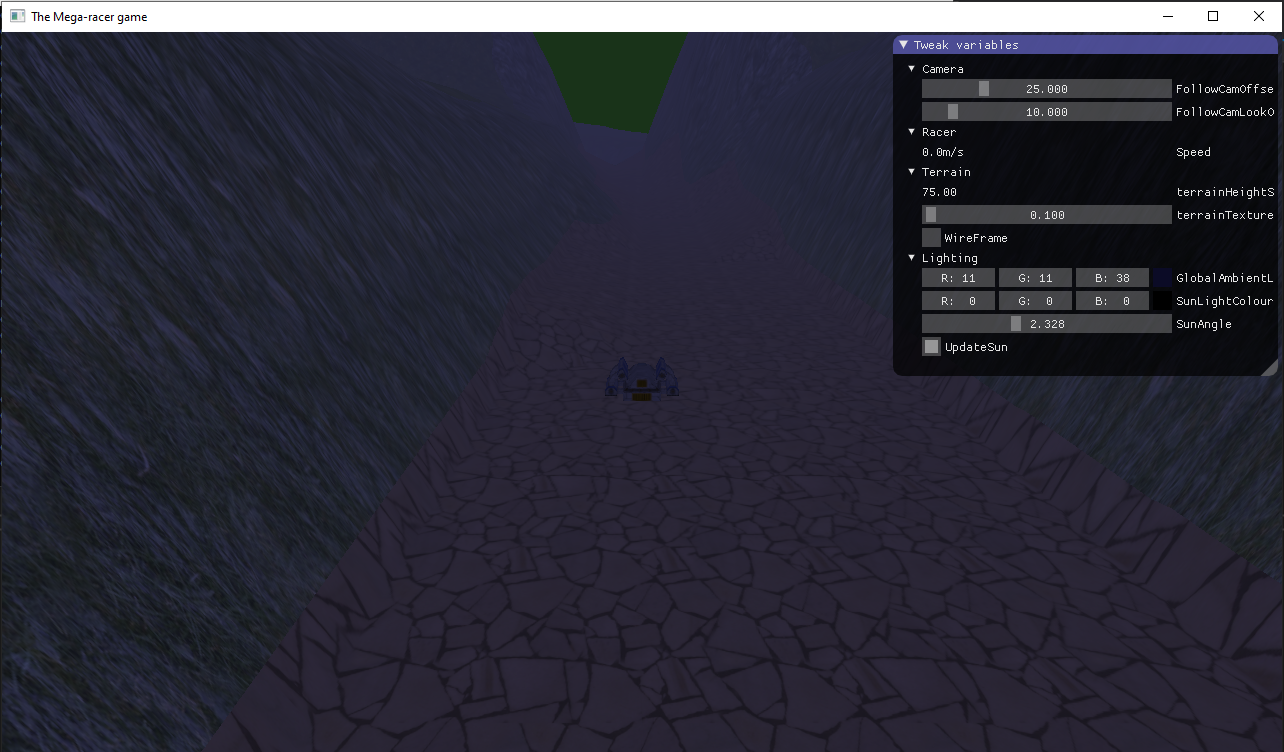 The Mega-racer game
Tweak variables
Camera
25.000 FollowCamOffse
10.000 FollowCamLookO
Racer
0.0m/s Speed
Terrain
75.00 terrainHeightS
0.100 terrainTexture
WireFrame
Lighting
R: 11 G: 11 B: 38 GlobalAmbientL
R: 0 G: 0 B: 0 SunLightColour
2.328 SunAngle
UpdateSun